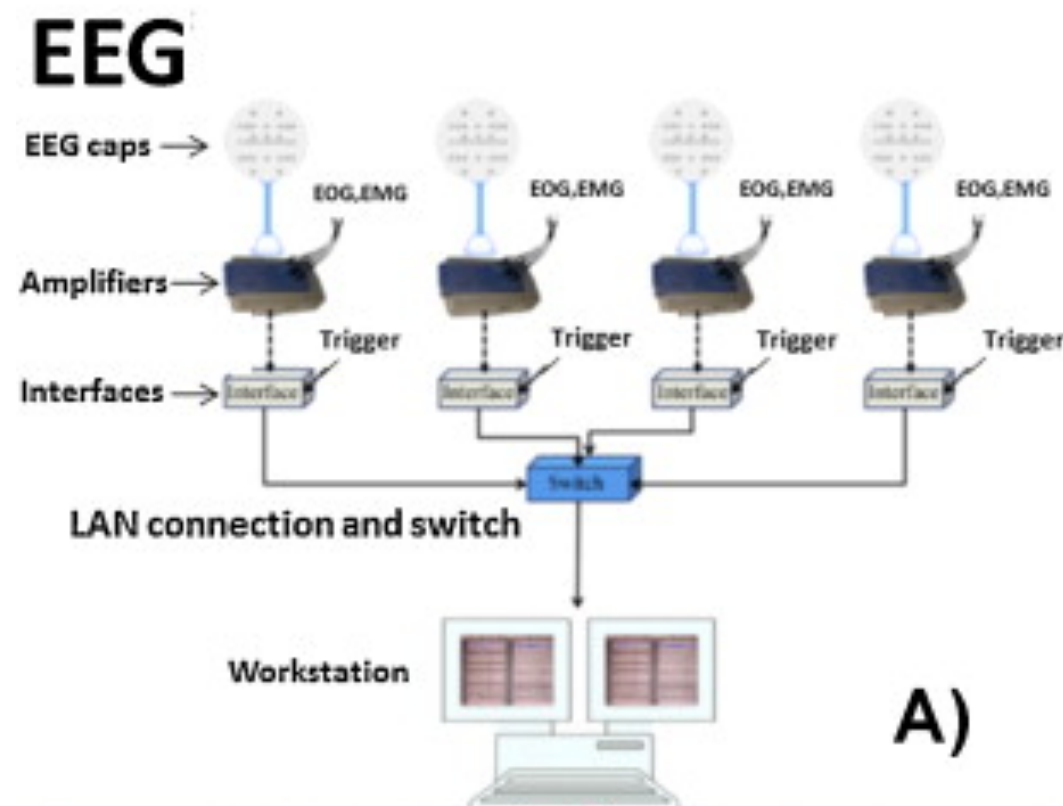 EEG
EEG caps
EOG,EMG EOG,EMG EOG,EMG EOG,EMG
Amplifiers
Trigger Trigger Trigger Trigger
Interfaces
Interface Interface Interface Interface
Switch
LAN connection and switch
Workstation
A)